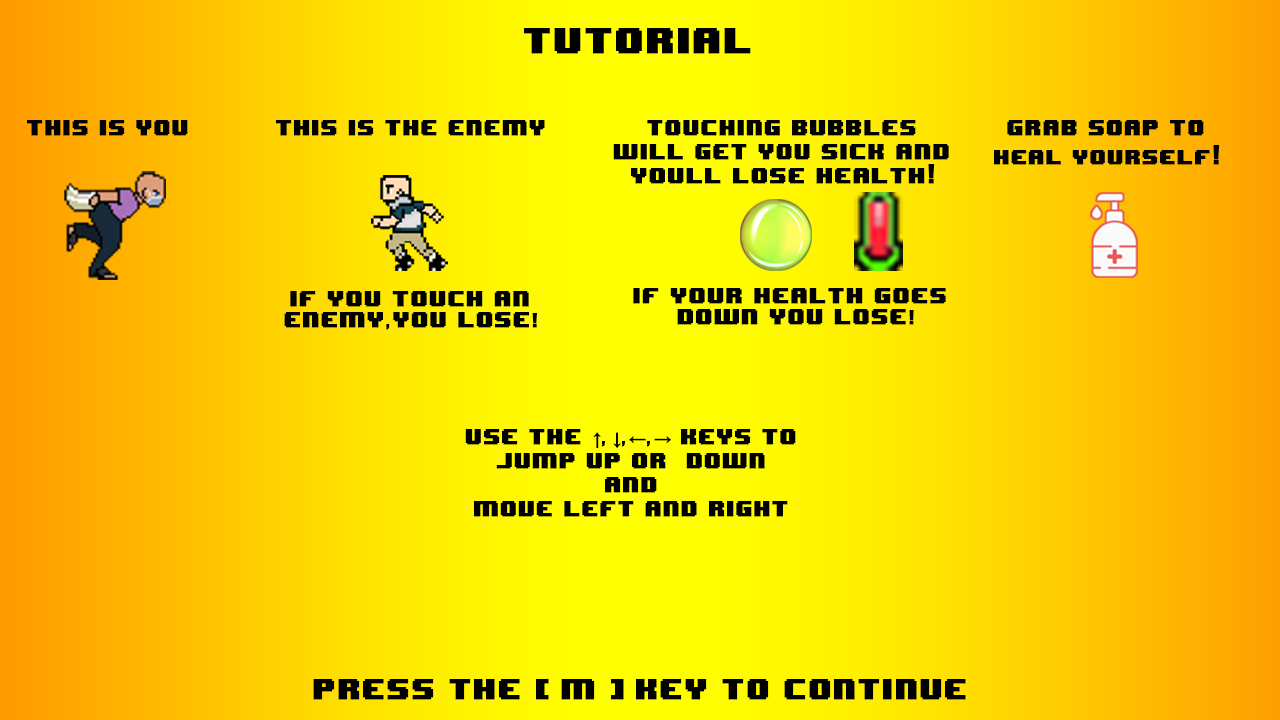 TUTORIAL
THIS IS YOU
THIS IS THE ENEMY
IF YOU TOUCH AN
ENEMY,YOU LOSE!
TOUCHING BUBBLES
WILL GET YOU SICK AND
YOULL LOSE HEALTH!
IF YOUR HEALTH GOES
DOWN YOU LOSE!
GRAB SOAP TO
HEAL YOURSELF!
USE THE ↑,↓,←,→ KEYS TO
JUMP UP OR DOWN
AND
MOVE LEFT AND RIGHT
PRESS THE [ M ] KEY TO CONTINUE